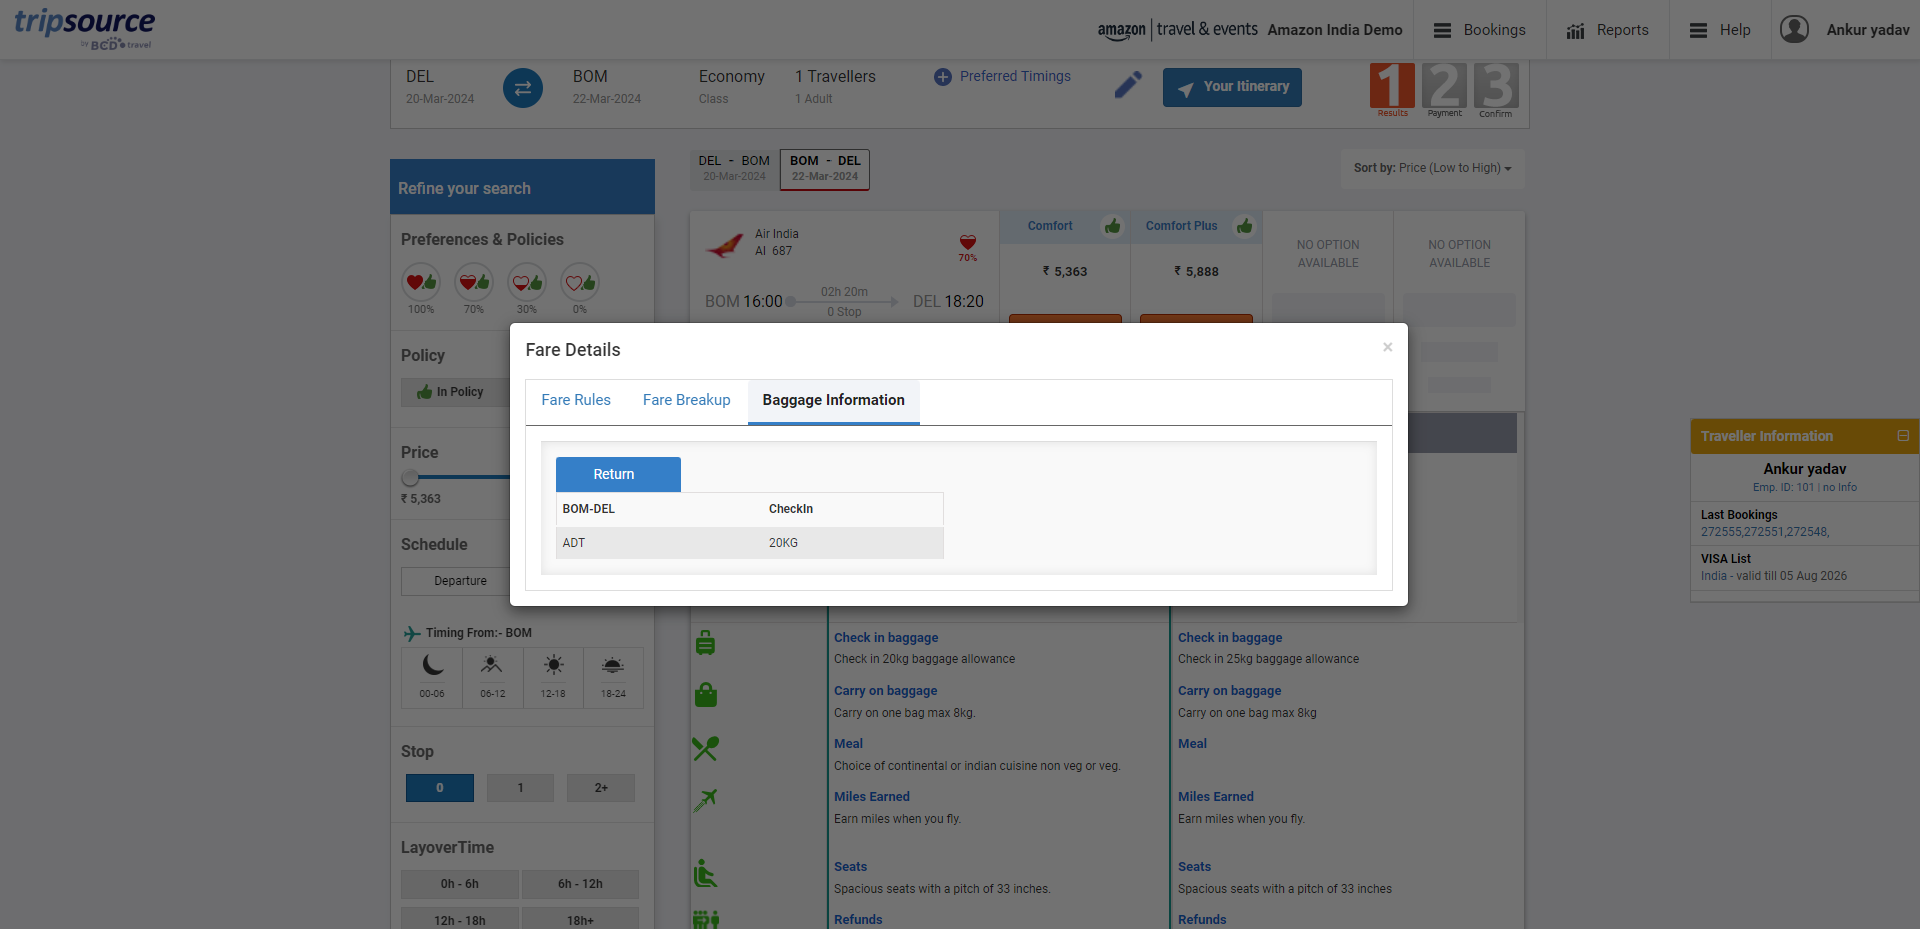 tripsource
by BCD travel
amazon travel & events
Amazon India Demo
Bookings
Reports
Help
Ankur yadav
DEL
20-Mar-2024
BOM
22-Mar-2024
Economy
Class
1 Travellers
1 Adult
Preferred Timings
Your Itinerary
1
Results
2
Payment
3
Confirm
DEL - BOM
20-Mar-2024
BOM - DEL
22-Mar-2024
Sort by: Price (Low to High)
Refine your search
Preferences & Policies
100%
70%
30%
0%
Policy
In Policy
Price
₹ 5,363
Schedule
Departure
Timing From:- BOM
00-06
06-12
12-18
18-24
Stop
0
1
2+
LayoverTime
0h - 6h
6h - 12h
12h - 18h
18h+
Air India
AI 687
70%
BOM 16:00
02h 20m
0 Stop
DEL 18:20
Comfort
₹ 5,363
Comfort Plus
₹ 5,888
NO OPTION
AVAILABLE
NO OPTION
AVAILABLE
Fare Details
×
Fare Rules
Fare Breakup
Baggage Information
Return
BOM-DEL
CheckIn
ADT
20KG
Check in baggage
Check in 20kg baggage allowance
Carry on baggage
Carry on one bag max 8kg.
Meal
Choice of continental or indian cuisine non veg or veg.
Miles Earned
Earn miles when you fly.
Seats
Spacious seats with a pitch of 33 inches.
Refunds
Check in baggage
Check in 25kg baggage allowance
Carry on baggage
Carry on one bag max 8kg
Meal
Miles Earned
Earn miles when you fly.
Seats
Spacious seats with a pitch of 33 inches
Refunds
Traveller Information
Ankur yadav
Emp. ID: 101 | no Info
Last Bookings
272555,272551,272548,
VISA List
India - valid till 05 Aug 2026